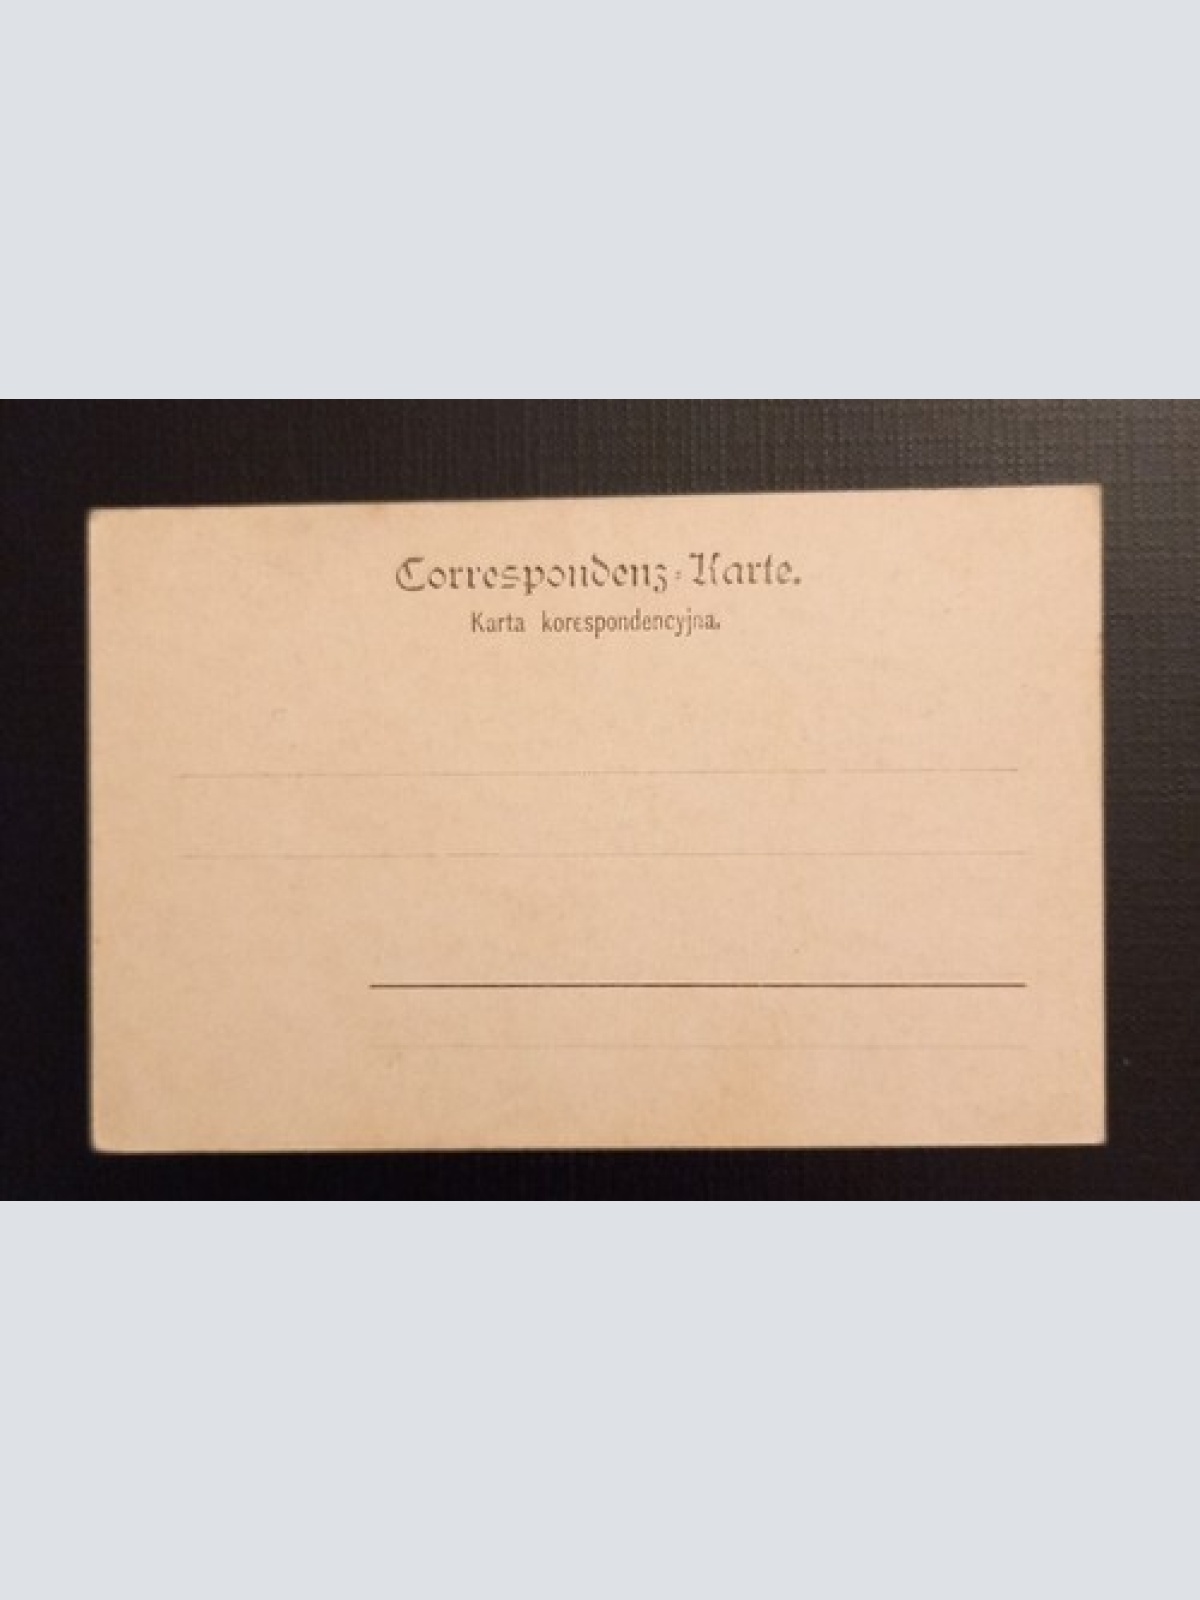 Correspondenz-Karte.
Karta korespondencyjna.